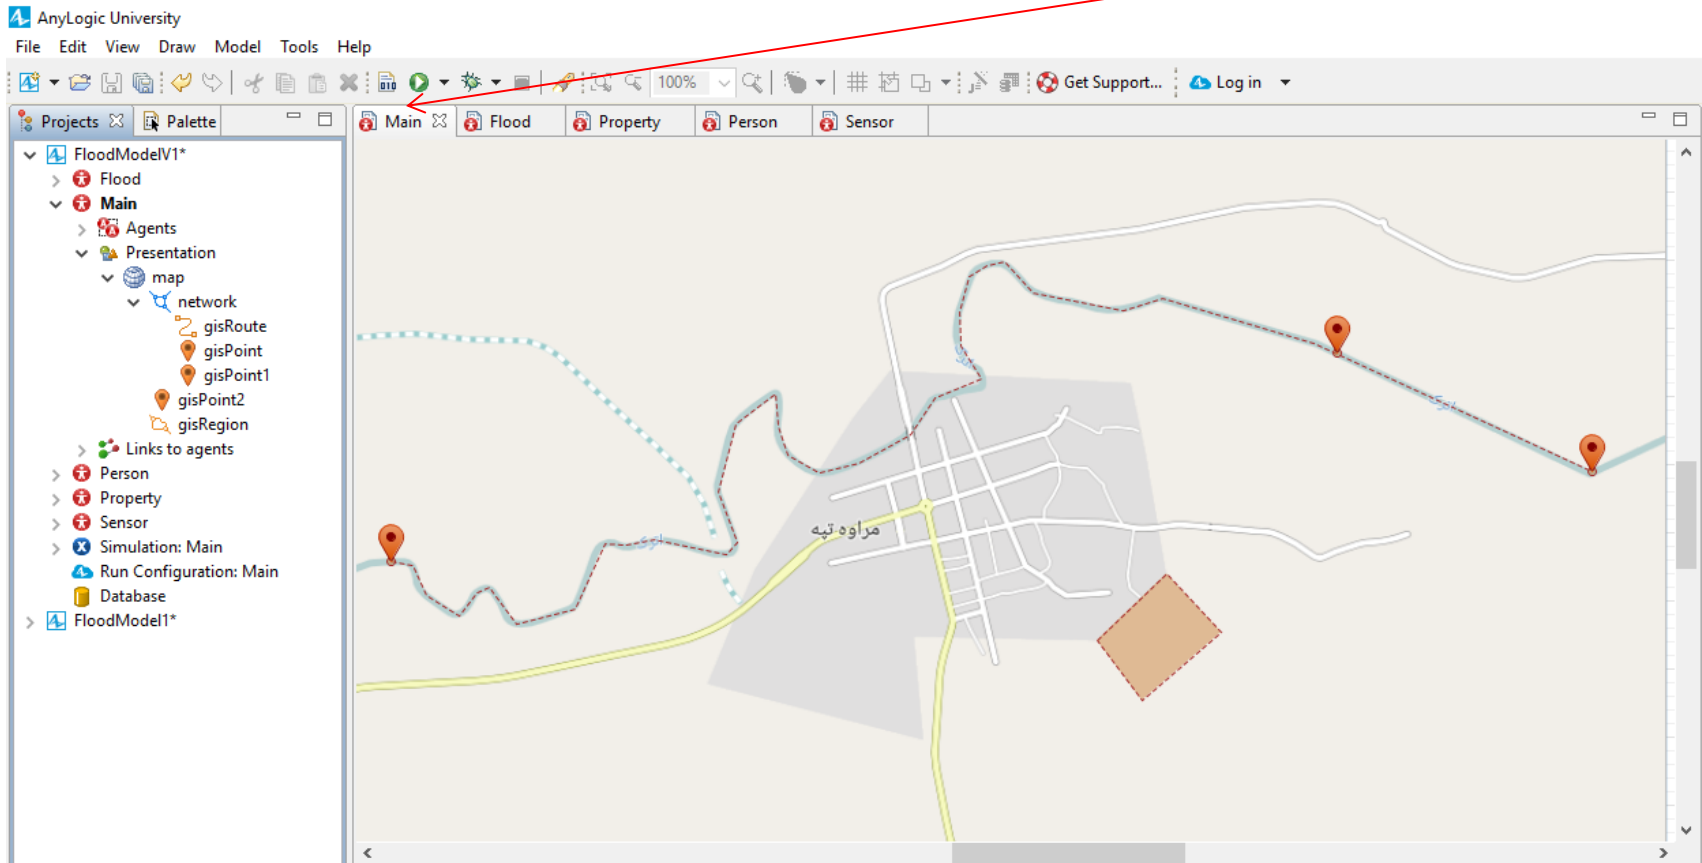 AnyLogic University
File Edit View Draw Model Tools Help
100% Get Support... Log in
Projects Palette
Main Flood Property Person Sensor
FloodModelV1*
Flood
Main
Agents
Presentation
map
network
gisRoute
gisPoint
gisPoint1
gisPoint2
gisRegion
Links to agents
Person
Property
Sensor
Simulation: Main
Run Configuration: Main
Database
FloodModel1*
مراوه تپه